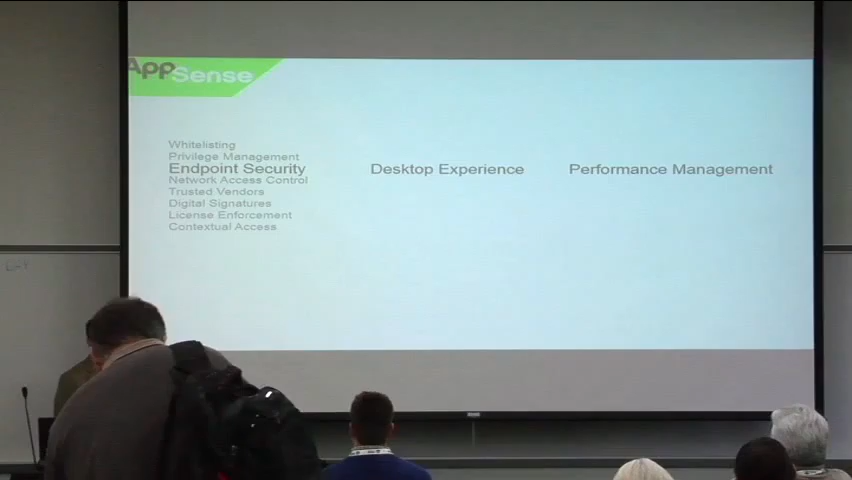 AppSense
Whitelisting
Privilege Management
Endpoint Security
Network Access Control
Trusted Vendors
Digital Signatures
License Enforcement
Contextual Access
Desktop Experience
Performance Management